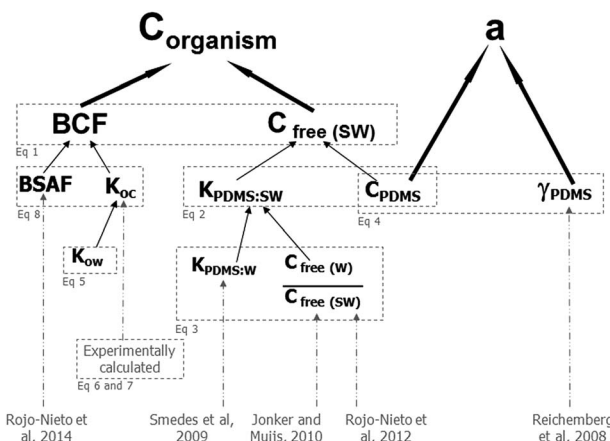 C organism
a
BCF
C free (SW)
Eq 1
BSAF
K OC
K PDMS:SW
C PDMS
γ PDMS
Eq 8
Eq 2
Eq 4
K OW
K PDMS:W
C free (W)
C free (SW)
Eq 5
Eq 3
Experimentally
calculated
Eq 6 and 7
Rojo-Nieto et
al, 2014
Smedes et al,
2009
Jonker and
Muijs, 2010
Rojo-Nieto et
al, 2012
Reichemberg
et al. 2008